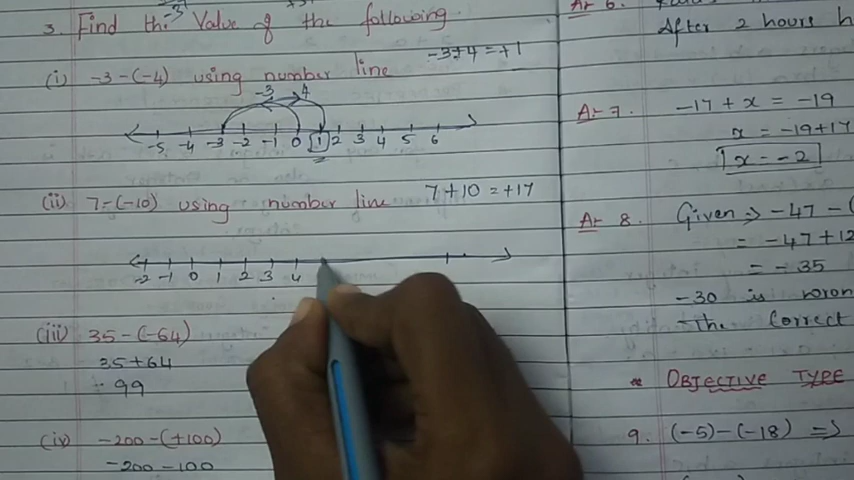 3. Find the Value of the following.
(i) -3-(-4) using number line
-3+4 = +1
-3 4
-5 -4 -3 -2 -1 0 1 2 3 4 5 6
(ii) 7-(-10) using number line
7+10 = +17
-2 -1 0 1 2 3 4
(iii) 35-(-64)
35+64
99
(iv) -200-(+100)
-200-100
After 2 hours h
Ar 7. -17 + x = -19
x = -19+17
x = -2
Ar 8. Given => -47 -(
= -47+12
= -35
-30 is wron
the Correct
OBJECTIVE TYPE
9. (-5)-(-18) =>